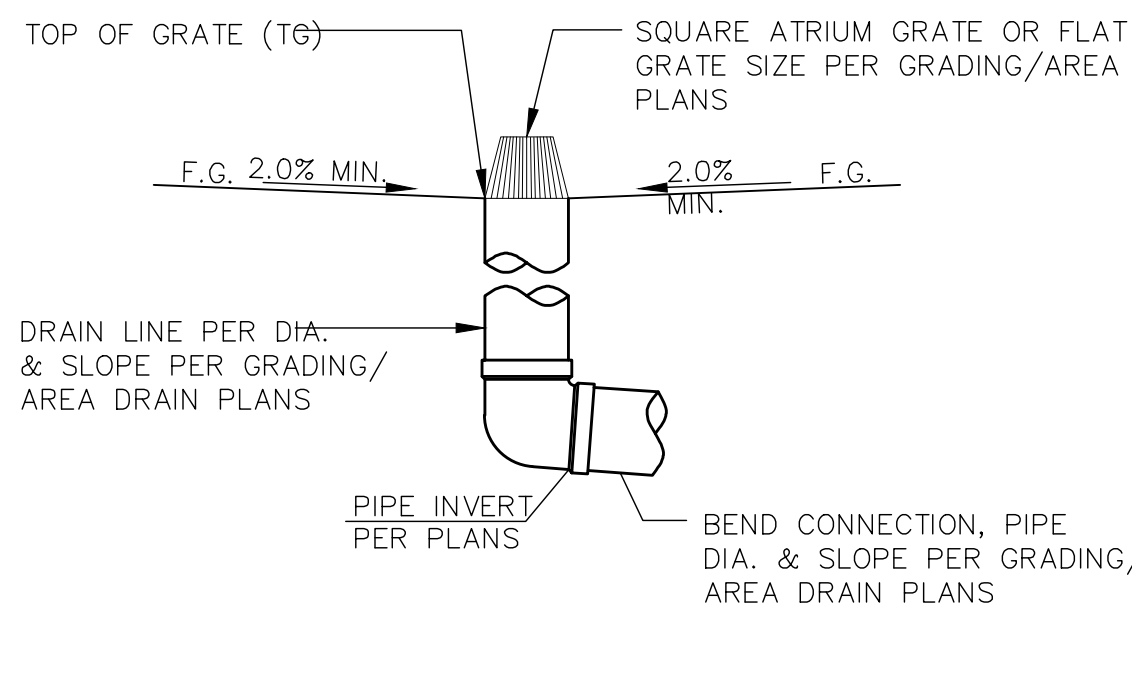 TOP OF GRATE (TG)
SQUARE ATRIUM GRATE OR FLAT
GRATE SIZE PER GRADING/AREA
PLANS
F.G. 2.0% MIN.
2.0%
MIN.
F.G.
DRAIN LINE PER DIA.
& SLOPE PER GRADING/
AREA DRAIN PLANS
PIPE INVERT
PER PLANS
BEND CONNECTION, PIPE
DIA. & SLOPE PER GRADING/
AREA DRAIN PLANS